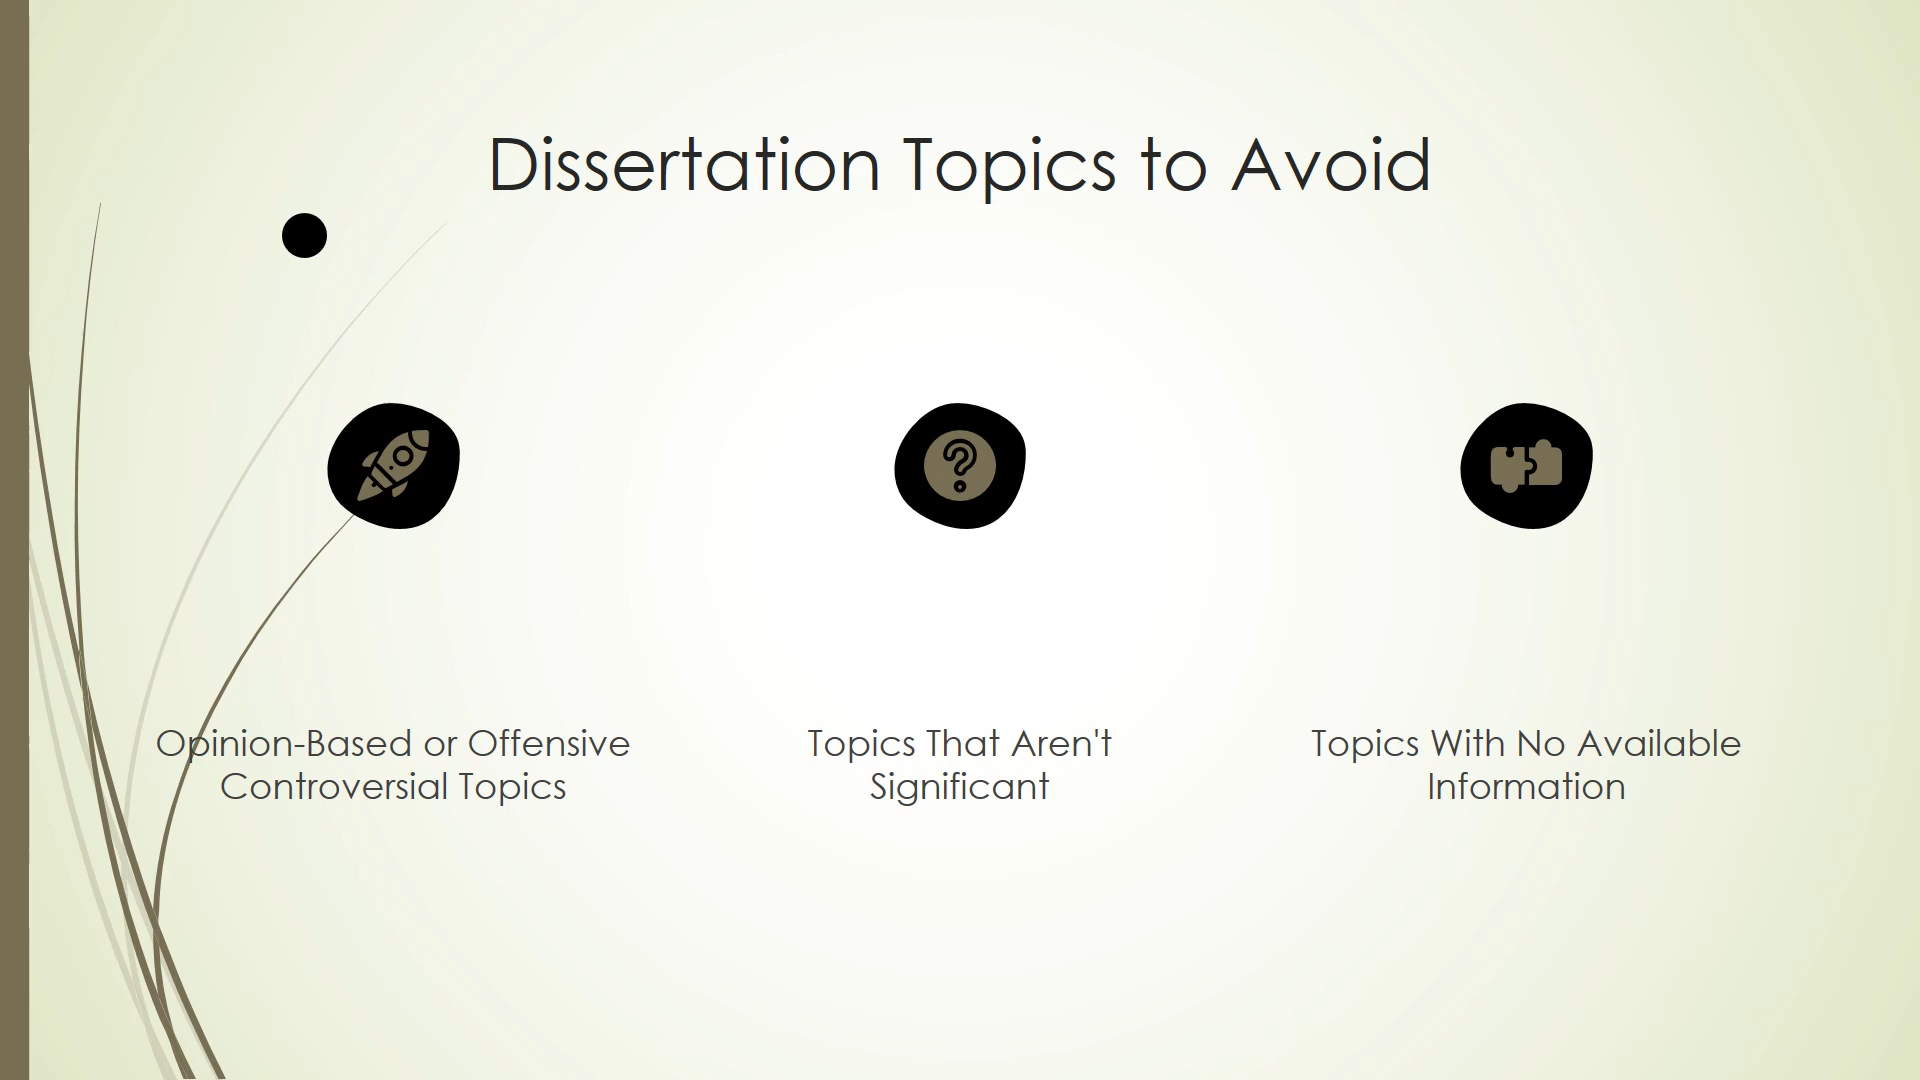 Dissertation Topics to Avoid
Opinion-Based or Offensive
Controversial Topics
Topics That Aren't
Significant
Topics With No Available
Information